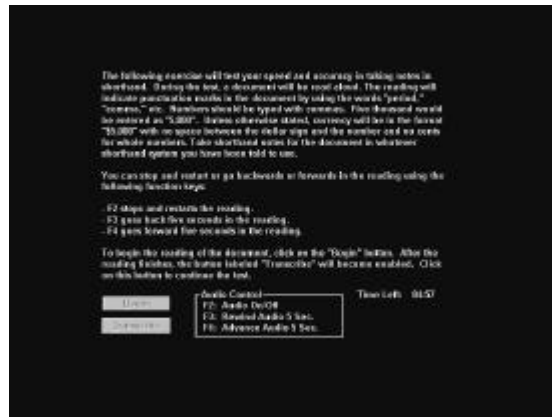 The following exercise will test your speed and accuracy in taking notes in
shorthand. During the test, a document will be read aloud. The reading will
indicate punctuation marks in the document by using the words "period,"
"comma," etc. Numbers should be typed with commas. Five thousand would
be entered as "5,000". Unless otherwise stated, currency will be in the format
"$5,000" with no space between the dollar sign and the number and no cents
for whole numbers. Take shorthand notes for the document in whatever
shorthand system you have been told to use.
You can stop and restart or go backwards or forwards in the reading using the
following function keys:
- F2 stops and restarts the reading.
- F3 goes back five seconds in the reading.
- F4 goes forward five seconds in the reading.
To begin the reading of the document, click on the "Begin" button. After the
reading finishes, the button labeled "Transcribe" will become enabled. Click
on this button to continue the test.
Begin
Transcribe
Audio Control
F2: Audio On/Off
F3: Rewind Audio 5 Sec.
F4: Advance Audio 5 Sec.
Time Left: